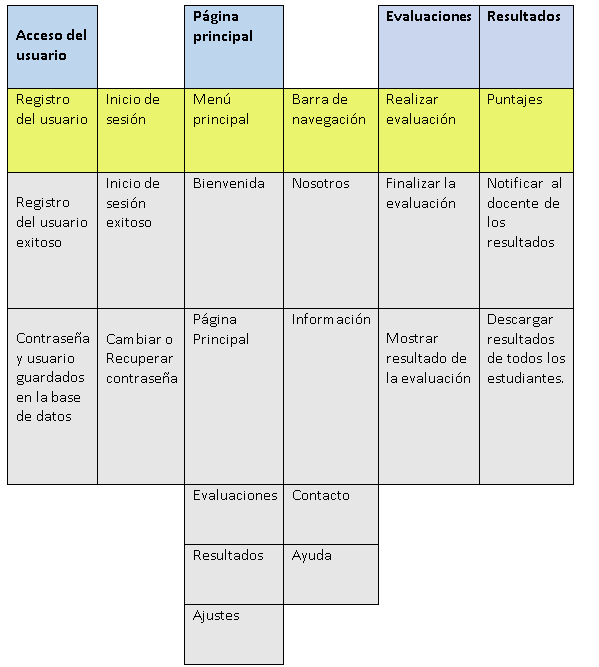 Acceso del
usuario
Página
principal
Evaluaciones
Resultados
Registro
del usuario
Inicio de
sesión
Menú
principal
Barra de
navegación
Realizar
evaluación
Puntajes
Registro
del usuario
exitoso
Inicio de
sesión
exitoso
Bienvenida
Nosotros
Finalizar la
evaluación
Notificar al
docente de
los
resultados
Contraseña
y usuario
guardados
en la base
de datos
Cambiar o
Recuperar
contraseña
Página
Principal
Información
Mostrar
resultado de
la evaluación
Descargar
resultados
de todos los
estudiantes.
Evaluaciones
Contacto
Resultados
Ayuda
Ajustes